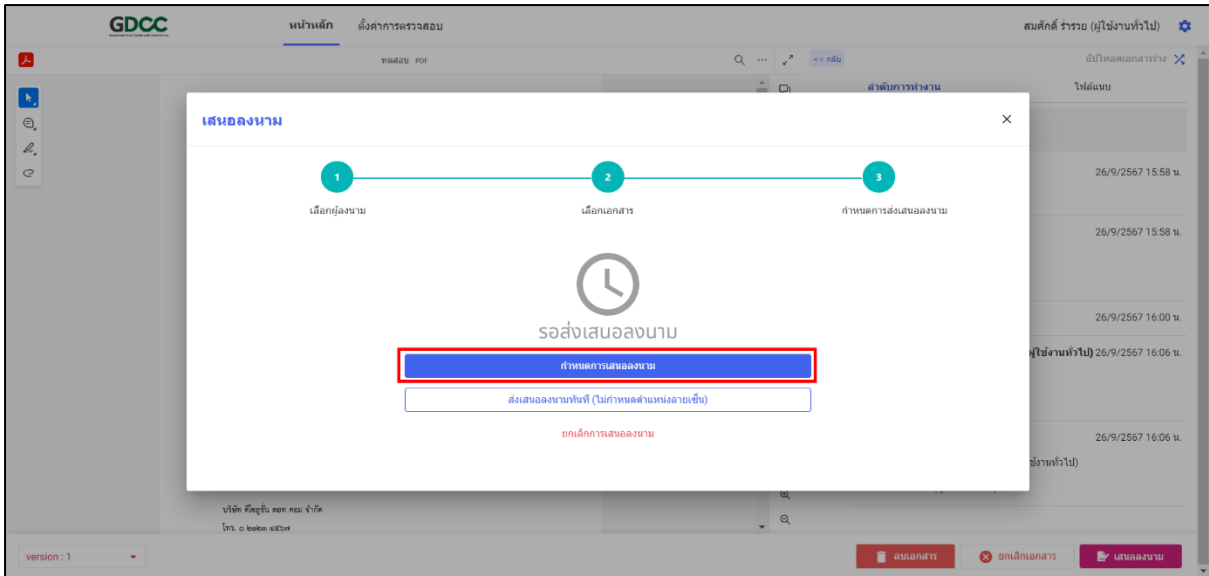 GDCC
หน้าหลัก ตั้งค่าการตรวจสอบ สมศักดิ์ ร่ำรวย (ผู้ใช้งานทั่วไป)
ทดสอบ PDF << กลับ อัปโหลดเอกสารร่าง
ลำดับการทำงาน ไฟล์แนบ
เสนอลงนาม
1 2 3
26/9/2567 15:58 น.
เลือกผู้ลงนาม เลือกเอกสาร กำหนดการส่งเสนอลงนาม
26/9/2567 15:58 น.
26/9/2567 16:00 น.
รอส่งเสนอลงนาม
ผู้ใช้งานทั่วไป) 26/9/2567 16:06 น.
กำหนดการเสนอลงนาม
ส่งเสนอลงนามทันที (ไม่กำหนดตำแหน่งลายเซ็น)
ยกเลิกการเสนอลงนาม
26/9/2567 16:06 น.
ใช้งานทั่วไป)
โทร. ๐
version : 1 ลบเอกสาร ยกเลิกเอกสาร เสนอลงนาม